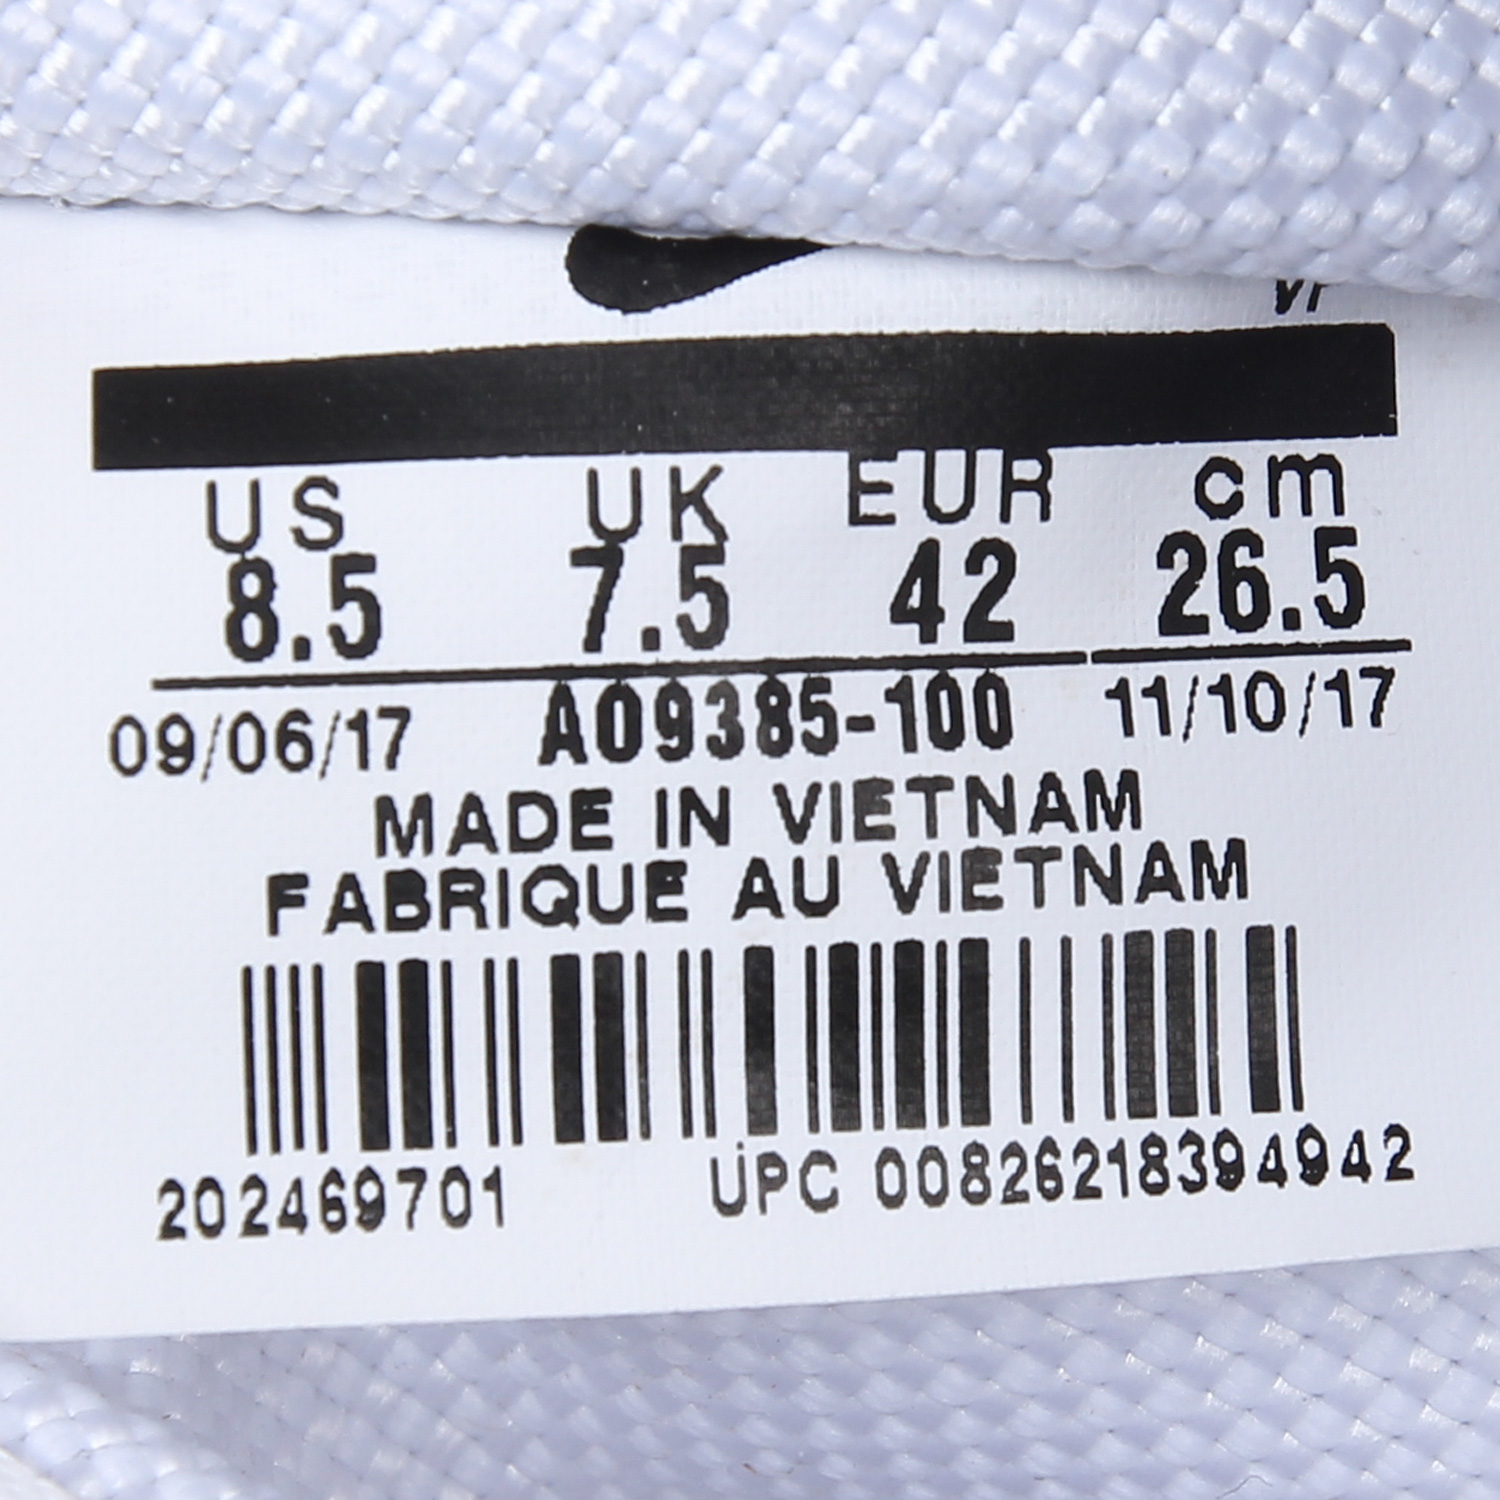 US UK EUR cm
8.5 7.5 42 26.5
09/06/17 A09385-100 11/10/17
MADE IN VIETNAM
FABRIQUE AU VIETNAM
202469701 UPC 00826218394942